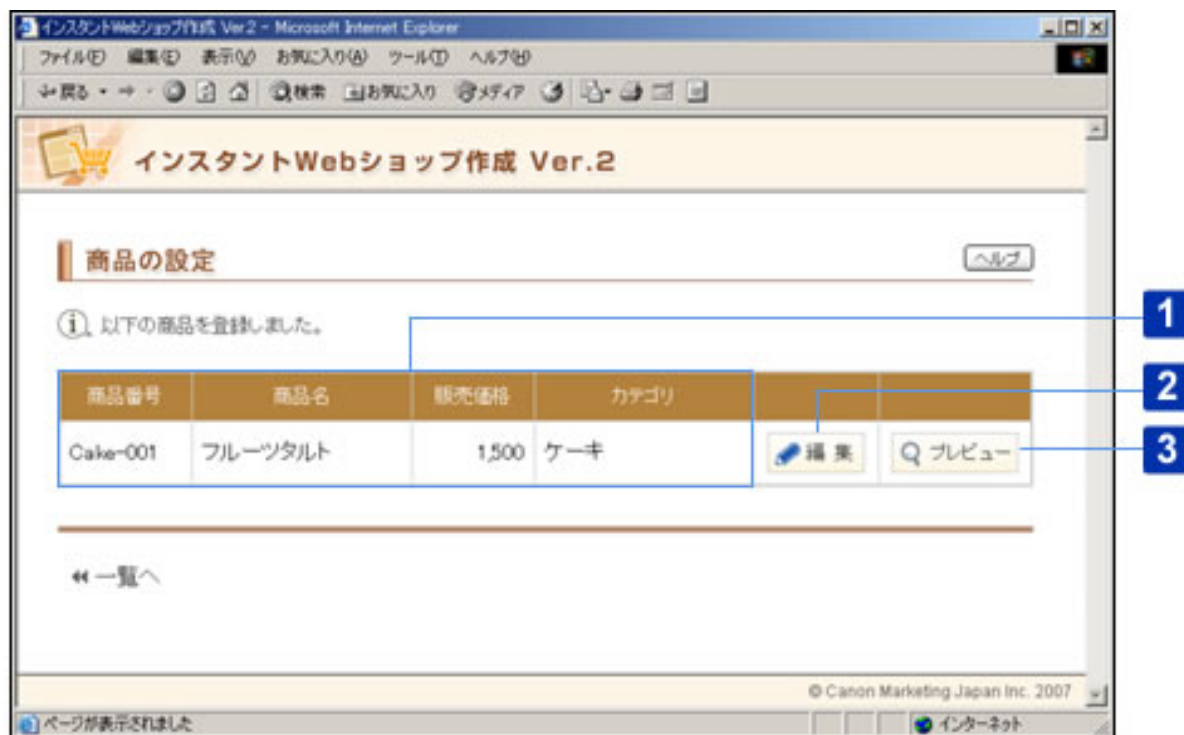 インスタントWebショップ作成 Ver.2 - Microsoft Internet Explorer
ファイル(F) 編集(E) 表示(V) お気に入り(A) ツール(T) ヘルプ(H)
戻る 検索 お気に入り メディア
インスタントWebショップ作成 Ver.2
商品の設定 ヘルプ
i 以下の商品を登録しました。
1
商品番号 商品名 販売価格 カテゴリ
2
Cake-001 フルーツタルト 1,500 ケーキ 編集 プレビュー
3
一覧へ
© Canon Marketing Japan Inc. 2007
ページが表示されました インターネット